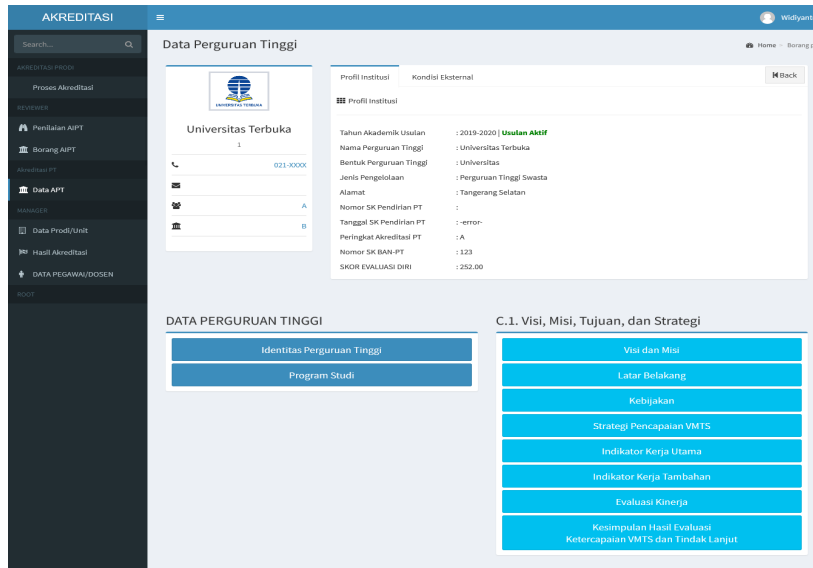 AKREDITASI
Widiyant
Search...
AKREDITASI PRODI
Proses Akreditasi
REVIEWER
Penilaian AIPT
Borang AIPT
Akreditasi PT
Data APT
MANAGER
Data Prodi/Unit
Hasil Akreditasi
DATA PEGAWAI/DOSEN
ROOT
Data Perguruan Tinggi
Home > Borang p
UNIVERSITAS TERBUKA
Universitas Terbuka
1
021-XXXX
A
B
Profil Institusi Kondisi Eksternal Back
Profil Institusi
Tahun Akademik Usulan : 2019-2020 | Usulan Aktif
Nama Perguruan Tinggi : Universitas Terbuka
Bentuk Perguruan Tinggi : Universitas
Jenis Pengelolaan : Perguruan Tinggi Swasta
Alamat : Tangerang Selatan
Nomor SK Pendirian PT :
Tanggal SK Pendirian PT : -error-
Peringkat Akreditasi PT : A
Nomor SK BAN-PT : 123
SKOR EVALUASI DIRI : 252.00
DATA PERGURUAN TINGGI
Identitas Perguruan Tinggi
Program Studi
C.1. Visi, Misi, Tujuan, dan Strategi
Visi dan Misi
Latar Belakang
Kebijakan
Strategi Pencapaian VMTS
Indikator Kerja Utama
Indikator Kerja Tambahan
Evaluasi Kinerja
Kesimpulan Hasil Evaluasi
Ketercapaian VMTS dan Tindak Lanjut